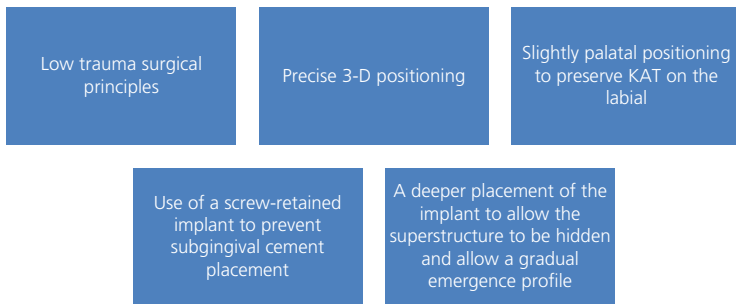 Low trauma surgical
principles
Precise 3-D positioning
Slightly palatal positioning
to preserve KAT on the
labial
Use of a screw-retained
implant to prevent
subgingival cement
placement
A deeper placement of the
implant to allow the
superstructure to be hidden
and allow a gradual
emergence profile